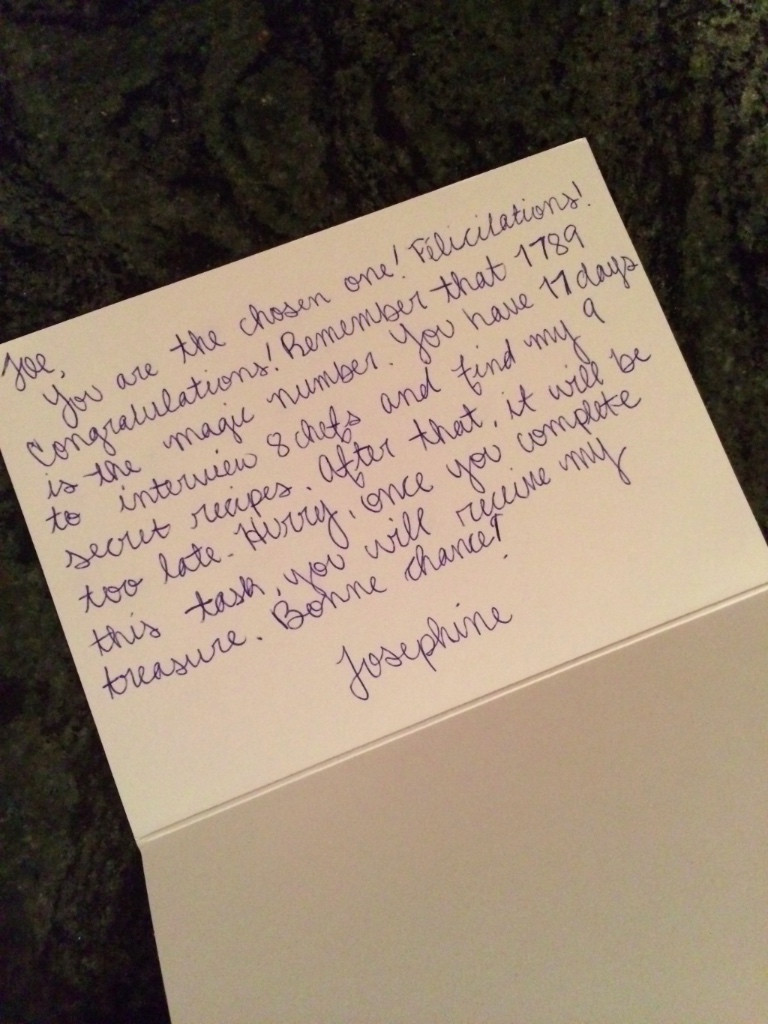 Joe,
You are the chosen one! Félicitations!
Congratulations! Remember that 1789
is the magic number. You have 17 days
to interview 8 chefs and find my 9
secret recipes. After that, it will be
too late. Hurry, once you complete
this task, you will receive my
treasure. Bonne chance!
Josephine